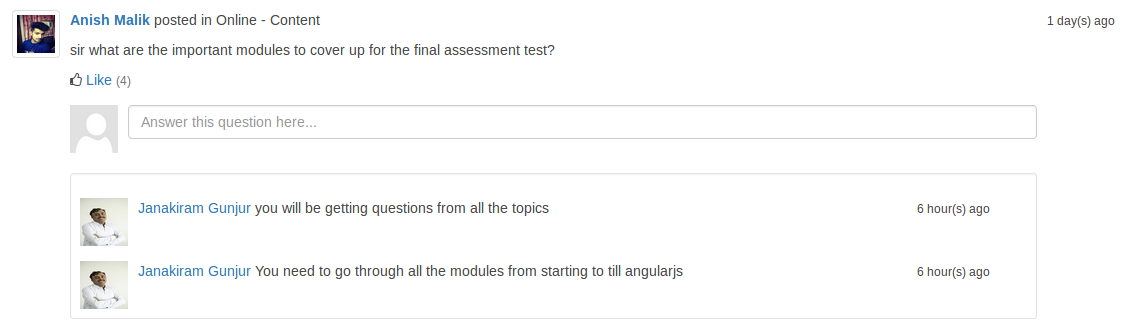 Anish Malik posted in Online - Content 1 day(s) ago
sir what are the important modules to cover up for the final assessment test?
Like (4)
Answer this question here...
Janakiram Gunjur you will be getting questions from all the topics 6 hour(s) ago
Janakiram Gunjur You need to go through all the modules from starting to till angularjs 6 hour(s) ago